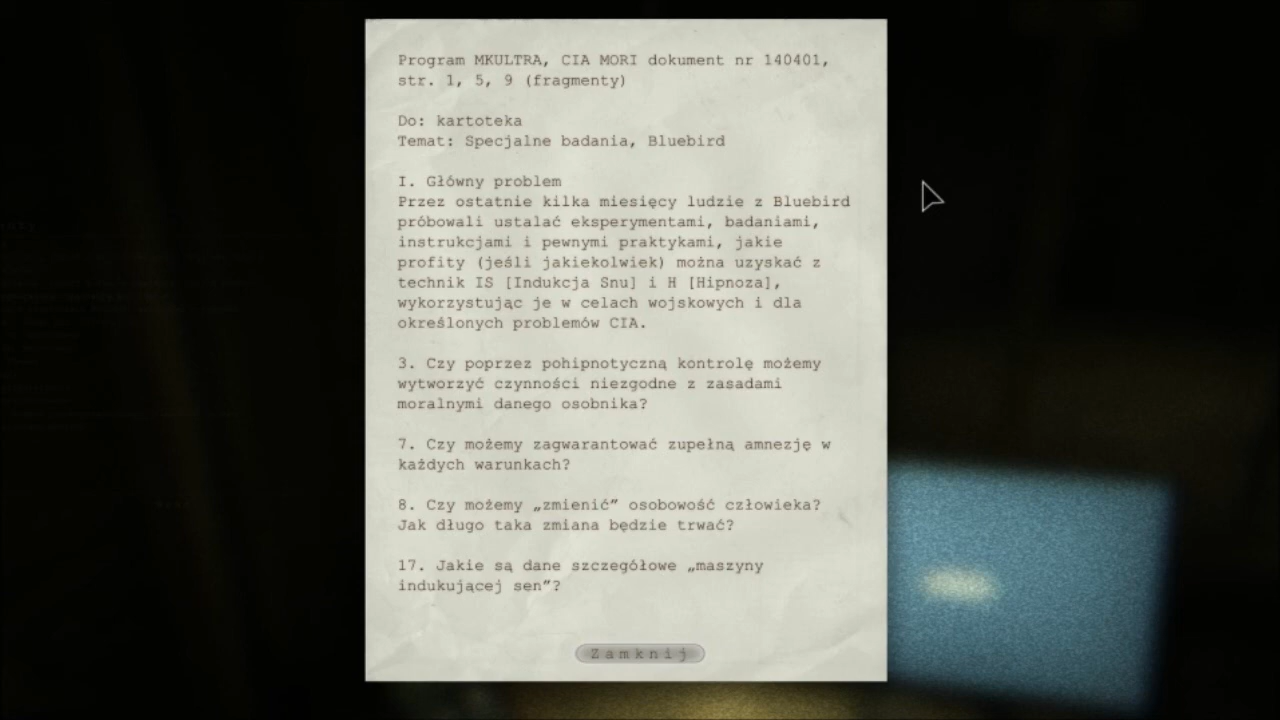 Program MKULTRA, CIA MORI dokument nr 140401,
str. 1, 5, 9 (fragmenty)
Do: kartoteka
Temat: Specjalne badania, Bluebird
I. Główny problem
Przez ostatnie kilka miesięcy ludzie z Bluebird
próbowali ustalać eksperymentami, badaniami,
instrukcjami i pewnymi praktykami, jakie
profity (jeśli jakiekolwiek) można uzyskać z
technik IS [Indukcja Snu] i H [Hipnoza],
wykorzystując je w celach wojskowych i dla
określonych problemów CIA.
3. Czy poprzez pohipnotyczną kontrolę możemy
wytworzyć czynności niezgodne z zasadami
moralnymi danego osobnika?
7. Czy możemy zagwarantować zupełną amnezję w
każdych warunkach?
8. Czy możemy „zmienić” osobowość człowieka?
Jak długo taka zmiana będzie trwać?
17. Jakie są dane szczegółowe „maszyny
indukującej sen”?
Zamknij